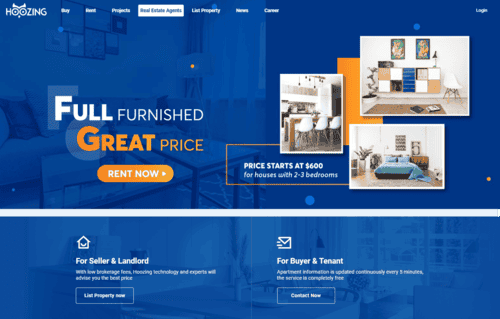 HOOZING
Buy Rent Projects Real Estate Agents List Property News Career Login
FULL FURNISHED
FG
GREAT PRICE
RENT NOW
PRICE STARTS AT $600
for houses with 2-3 bedrooms
For Seller & Landlord
With low brokerage fees, Hoozing technology and experts will
advise you the best price
List Property now
For Buyer & Tenant
Apartment information is updated continuously every 5 minutes,
the service is completely free
Contact Now